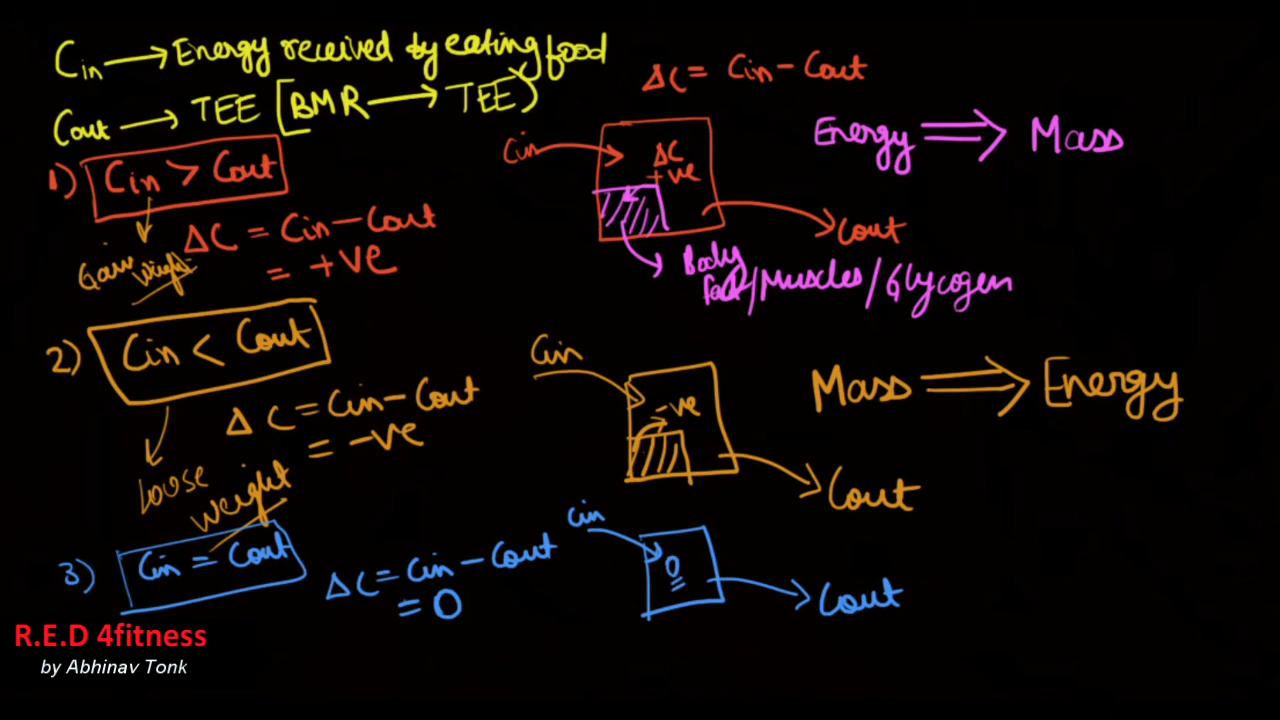 Cin → Energy received by eating food
Cout → TEE [BMR → TEE)
1) Cin > Cout
Gain weight
ΔC = Cin - Cout
= +ve
ΔC = Cin - Cout
Cin
ΔC
+ve
Cout
Body fat/Muscles/Glycogen
Energy ⇒ Mass
2) Cin < Cout
Loose
weight
ΔC = Cin - Cout
= -ve
Cin
-ve
Cout
Mass ⇒ Energy
3) Cin = Cout
ΔC = Cin - Cout
= 0
Cin
0
Cout
R.E.D 4fitness
by Abhinav Tonk